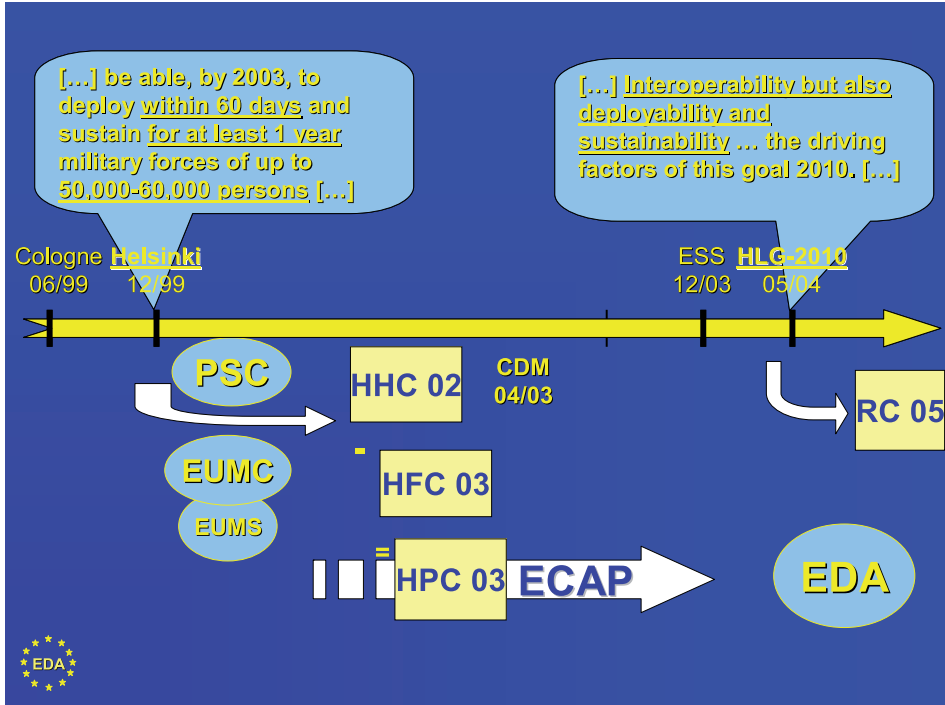 […] be able, by 2003, to
deploy within 60 days and
sustain for at least 1 year
military forces of up to
50,000-60,000 persons […]
[…] Interoperability but also
deployability and
sustainability … the driving
factors of this goal 2010. […]
Cologne Helsinki
06/99 12/99
ESS HLG-2010
12/03 05/04
PSC
HHC 02
CDM
04/03
RC 05
EUMC
-
HFC 03
EUMS
=
HPC 03
ECAP
EDA
EDA